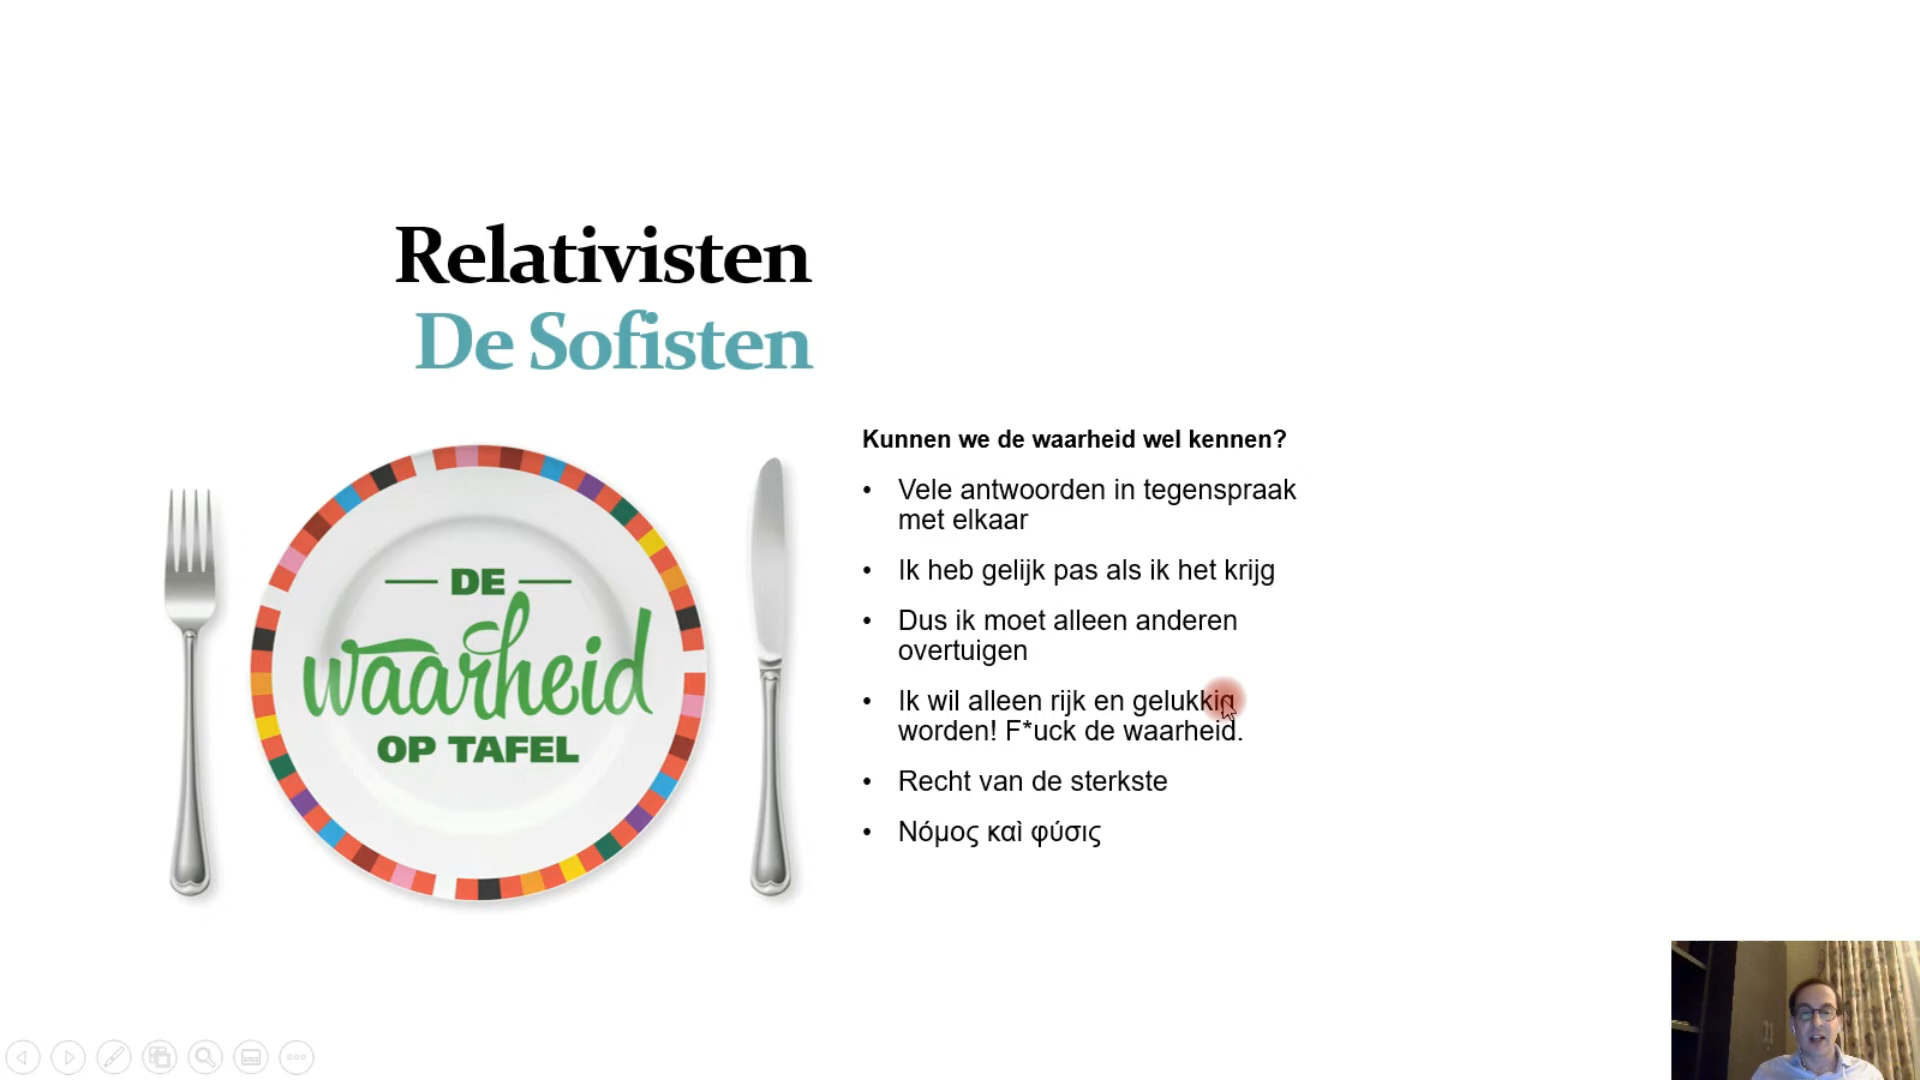 Relativisten
De Sofisten
DE
waarheid
OP TAFEL
Kunnen we de waarheid wel kennen?
• Vele antwoorden in tegenspraak
met elkaar
• Ik heb gelijk pas als ik het krijg
• Dus ik moet alleen anderen
overtuigen
• Ik wil alleen rijk en gelukkig
worden! F*uck de waarheid.
• Recht van de sterkste
• Νόμος καὶ φύσις